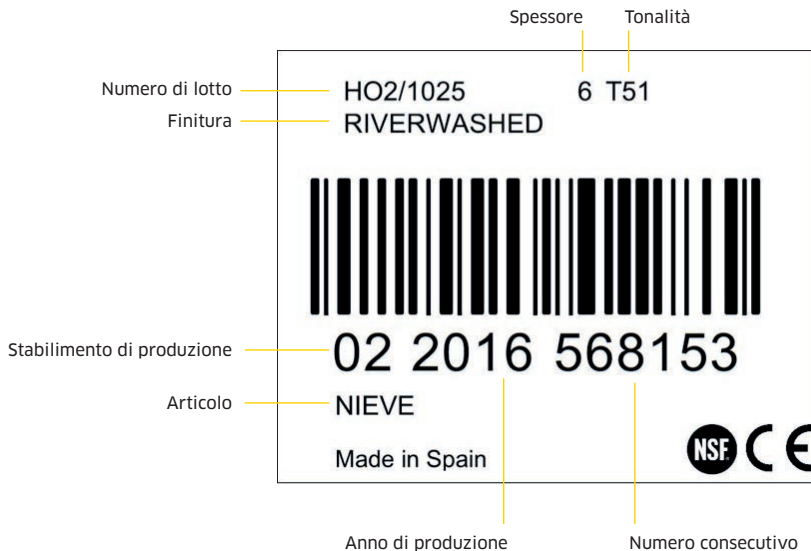 Spessore Tonalità
Numero di lotto HO2/1025 6 T51
Finitura RIVERWASHED
Stabilimento di produzione 02 2016 568153
Articolo NIEVE
Made in Spain NSF CE
Anno di produzione Numero consecutivo